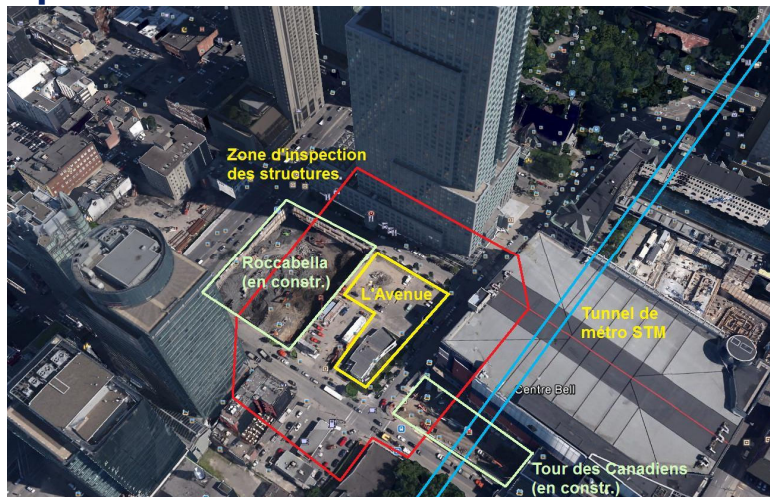 Zone d'inspection
des structures
Roccabella
(en constr.)
L'Avenue
Tunnel de
métro STM
Centre Bell
Tour des Canadiens
(en constr.)